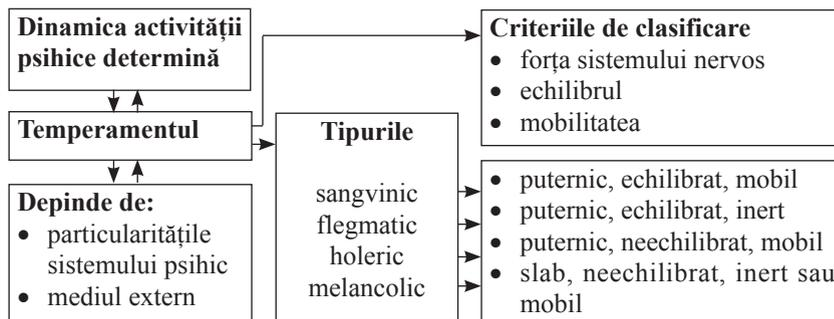 Dinamica activității
psihice determină
Temperamentul
Depinde de:
• particularitățile
sistemului psihic
• mediul extern
Criteriile de clasificare
• forța sistemului nervos
• echilibrul
• mobilitatea
Tipurile
sangvinic
flegmatic
holeric
melancolic
• puternic, echilibrat, mobil
• puternic, echilibrat, inert
• puternic, neechilibrat, mobil
• slab, neechilibrat, inert sau
mobil